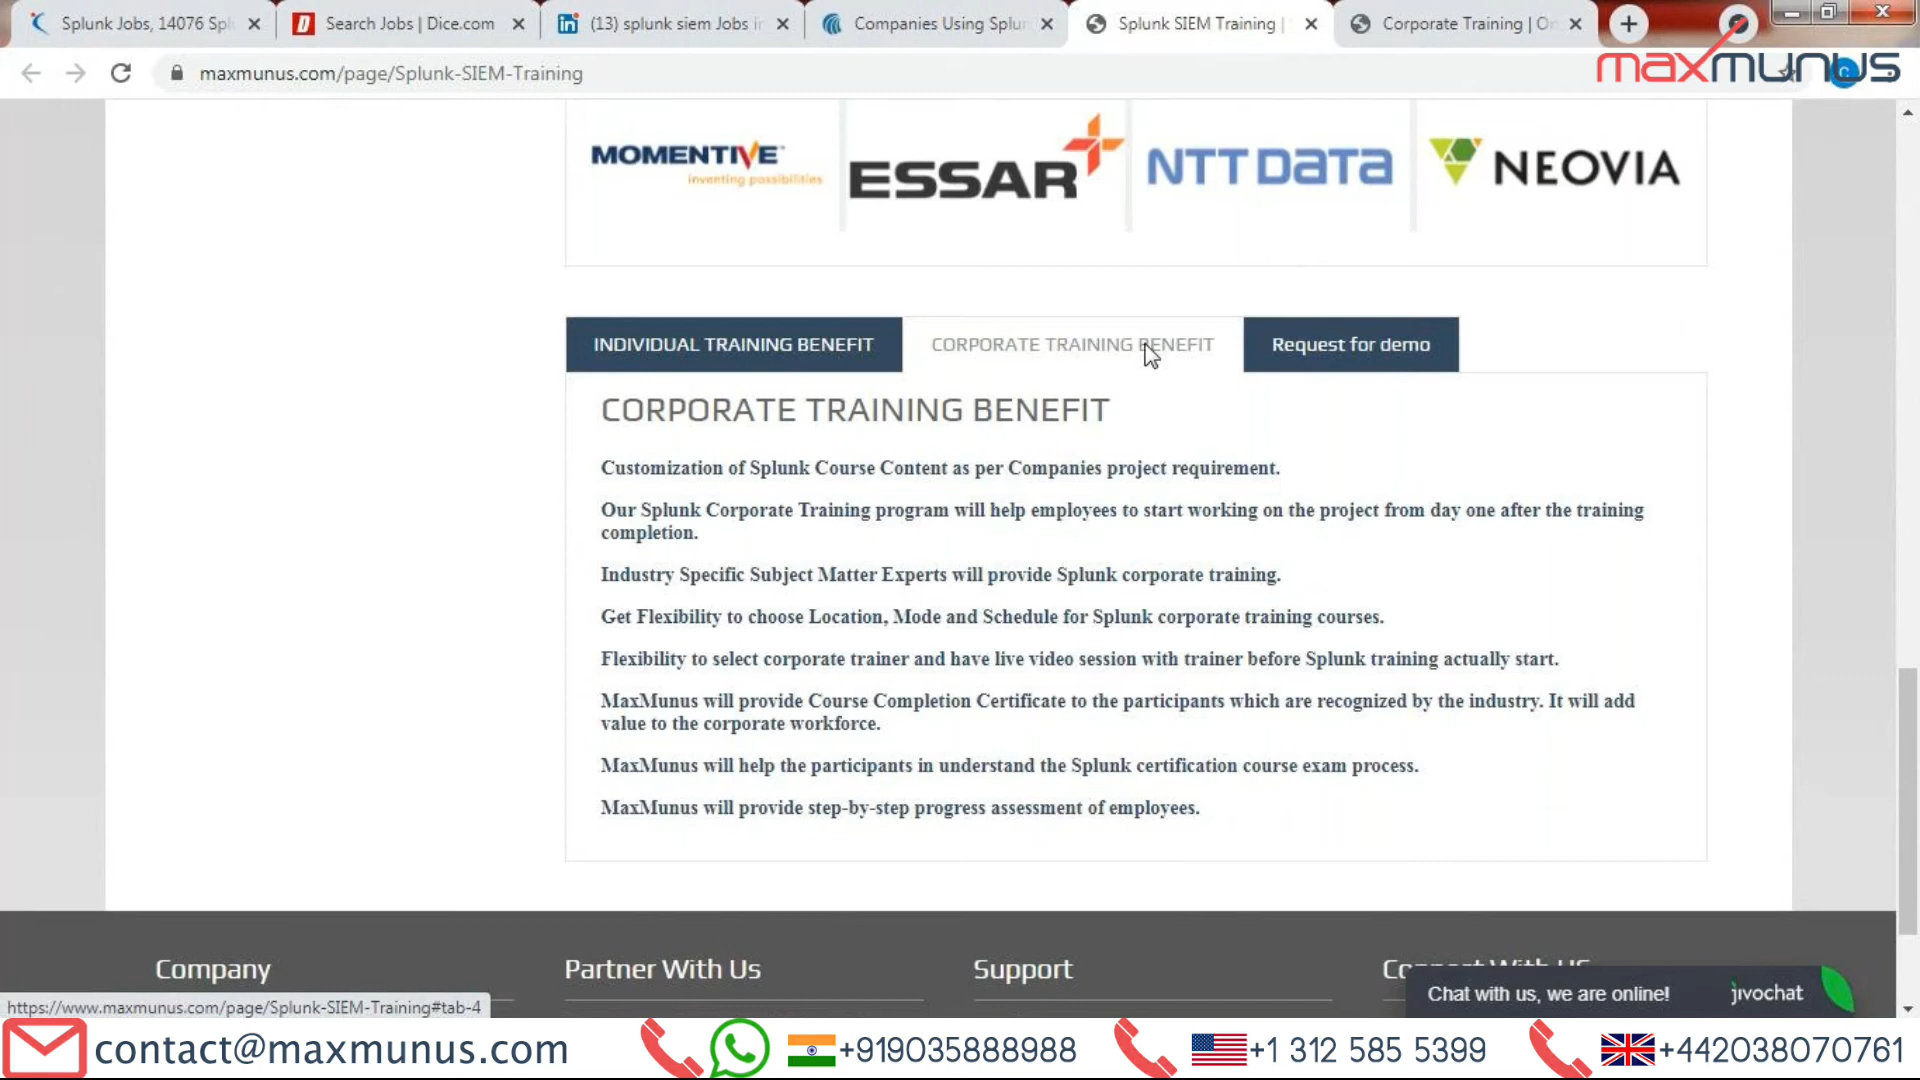 Splunk Jobs, 14076 Spl
Search Jobs | Dice.com
(13) splunk siem Jobs i
Companies Using Splu
Splunk SIEM Training |
Corporate Training | On
maxmunus.com/page/Splunk-SIEM-Training
maxmunus
MOMENTIVE
inventing possibilities
ESSAR
NTT DATA
NEOVIA
INDIVIDUAL TRAINING BENEFIT
CORPORATE TRAINING BENEFIT
Request for demo
CORPORATE TRAINING BENEFIT
Customization of Splunk Course Content as per Companies project requirement.
Our Splunk Corporate Training program will help employees to start working on the project from day one after the training
completion.
Industry Specific Subject Matter Experts will provide Splunk corporate training.
Get Flexibility to choose Location, Mode and Schedule for Splunk corporate training courses.
Flexibility to select corporate trainer and have live video session with trainer before Splunk training actually start.
MaxMunus will provide Course Completion Certificate to the participants which are recognized by the industry. It will add
value to the corporate workforce.
MaxMunus will help the participants in understand the Splunk certification course exam process.
MaxMunus will provide step-by-step progress assessment of employees.
Company
Partner With Us
Support
Connect With US
Chat with us, we are online!
jivochat
https://www.maxmunus.com/page/Splunk-SIEM-Training#tab-4
contact@maxmunus.com
+919035888988
+1 312 585 5399
+442038070761